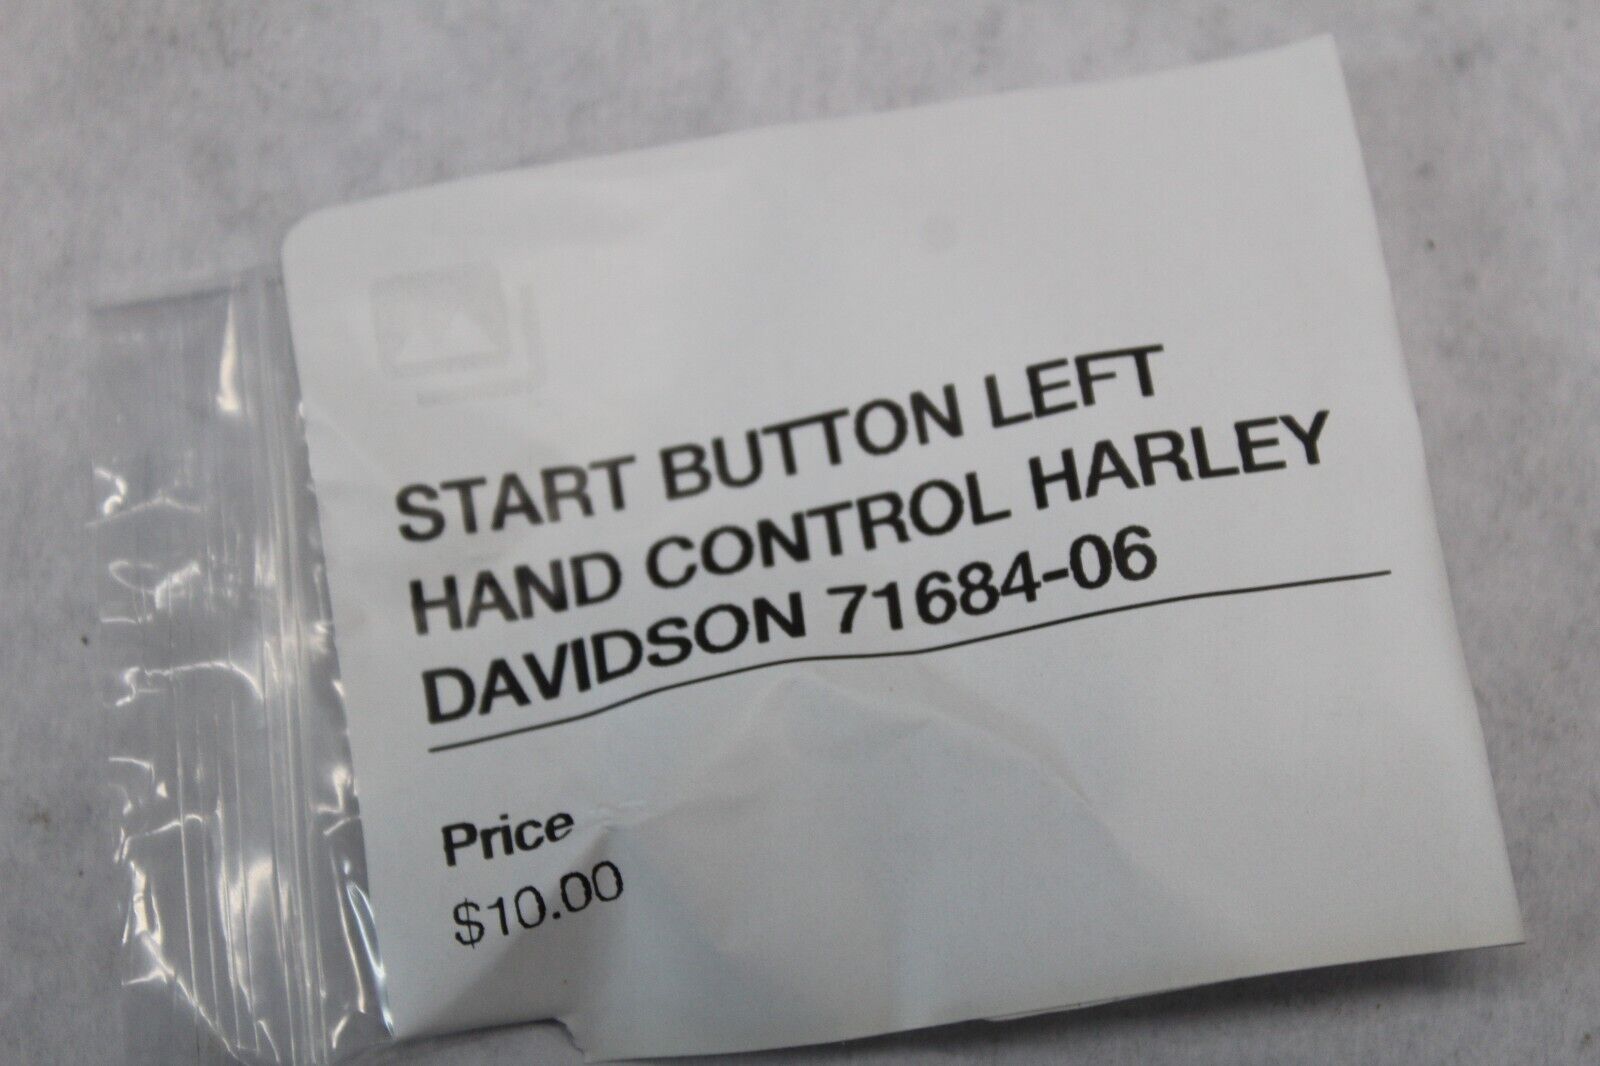 START BUTTON LEFT
HAND CONTROL HARLEY
DAVIDSON 71684-06
Price
$10.00